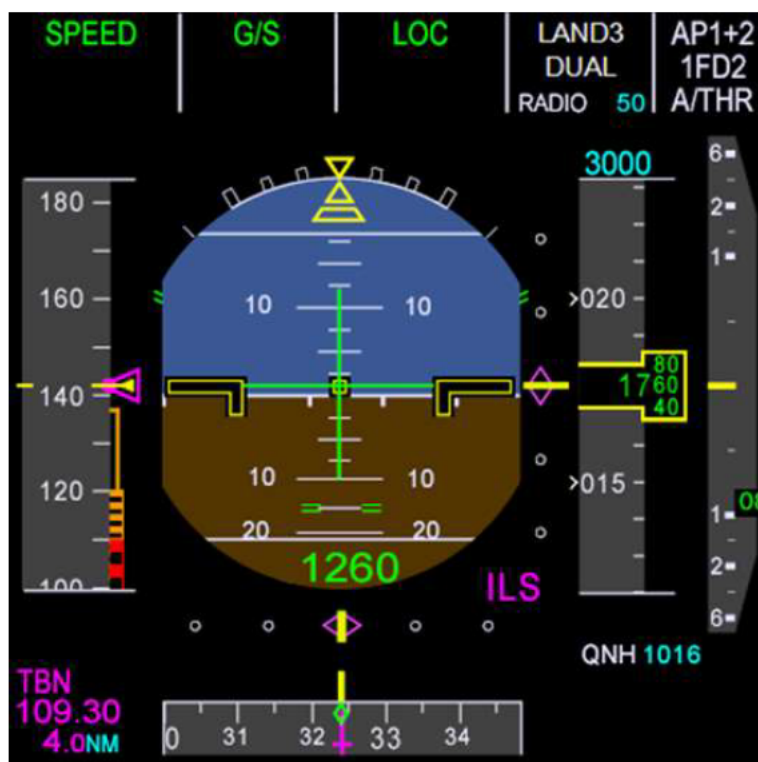 SPEED G/S LOC LAND3 AP1+2
DUAL 1FD2
RADIO 50 A/THR
3000
6
180 2
1
160 10 10 020
80
140 1760
40
120 10 10 015
1 08
20 20 2
100 1260
ILS 6
QNH 1016
TBN
109.30
4.0NM
0 31 32 33 34